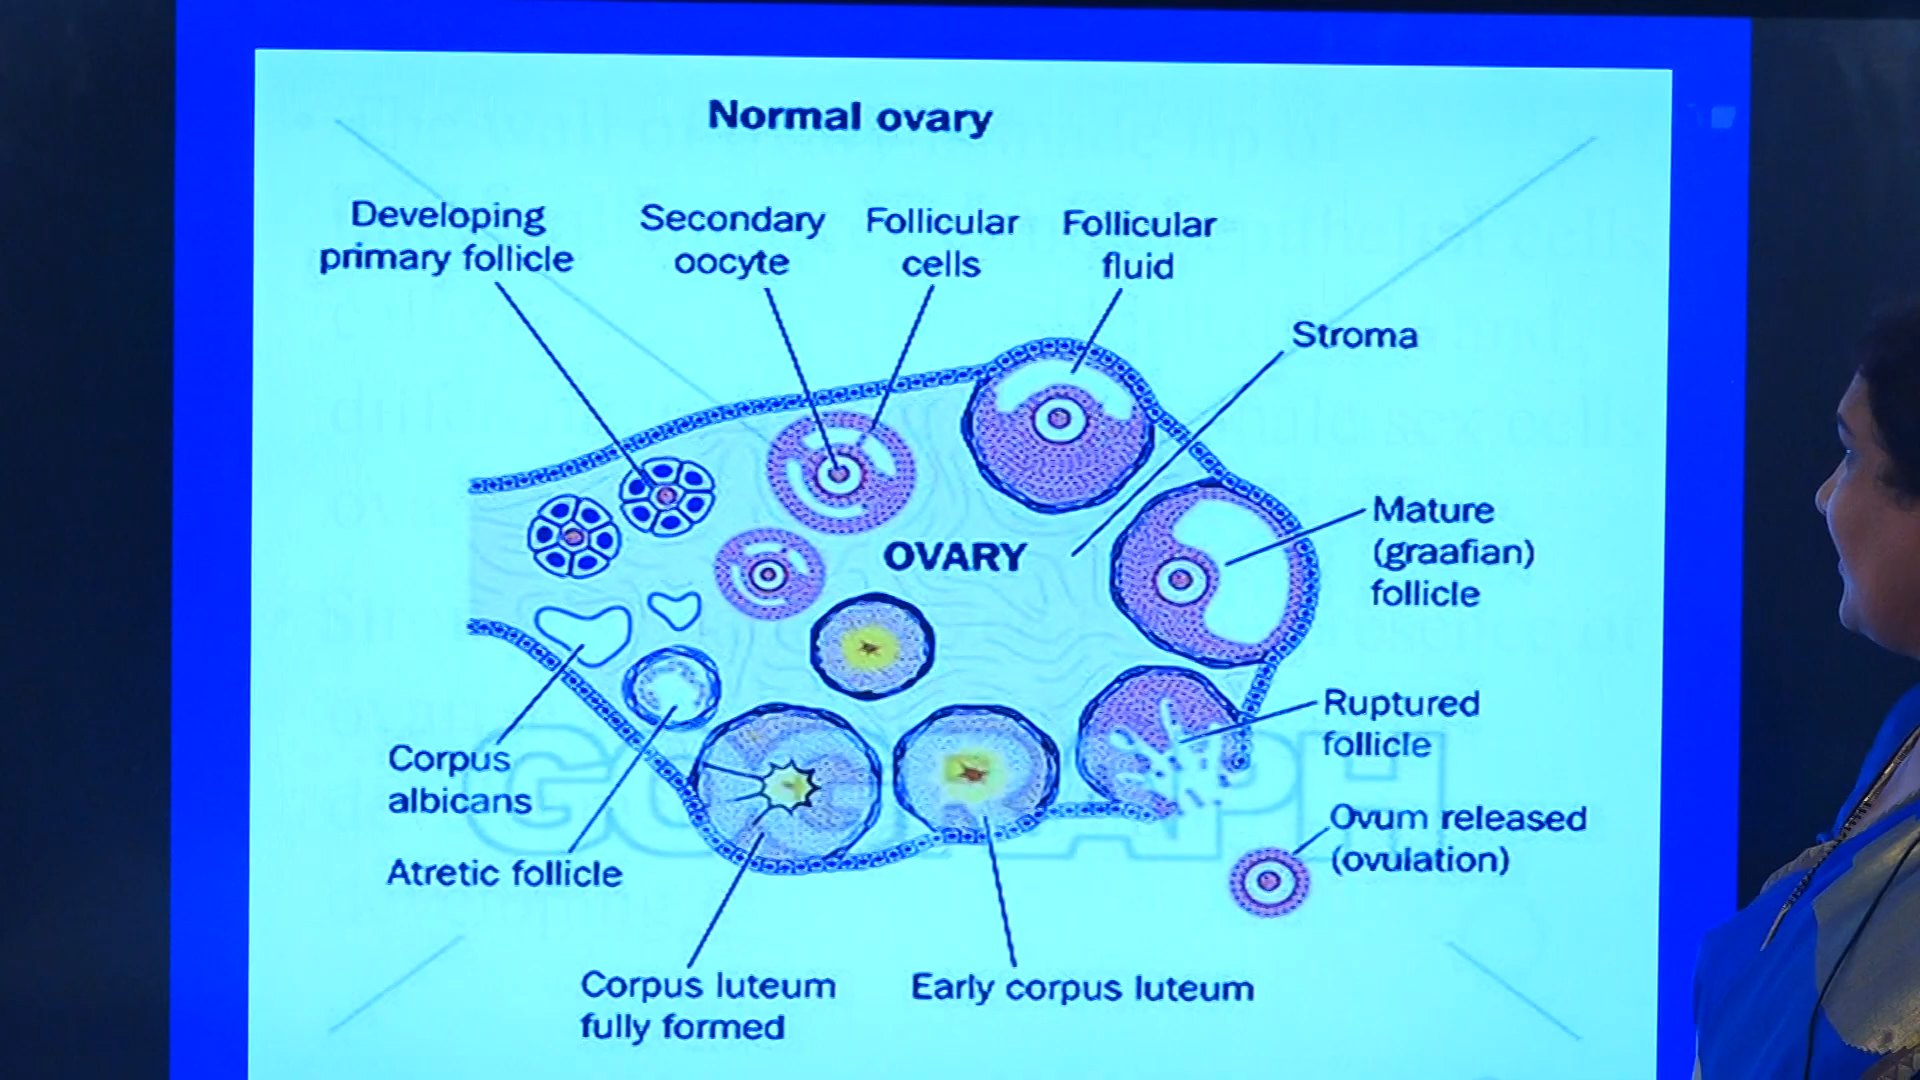 Normal ovary
Developing
primary follicle
Secondary
oocyte
Follicular
cells
Follicular
fluid
Stroma
OVARY
Mature
(graafian)
follicle
Ruptured
follicle
Ovum released
(ovulation)
Corpus
albicans
Atretic follicle
Corpus luteum
fully formed
Early corpus luteum